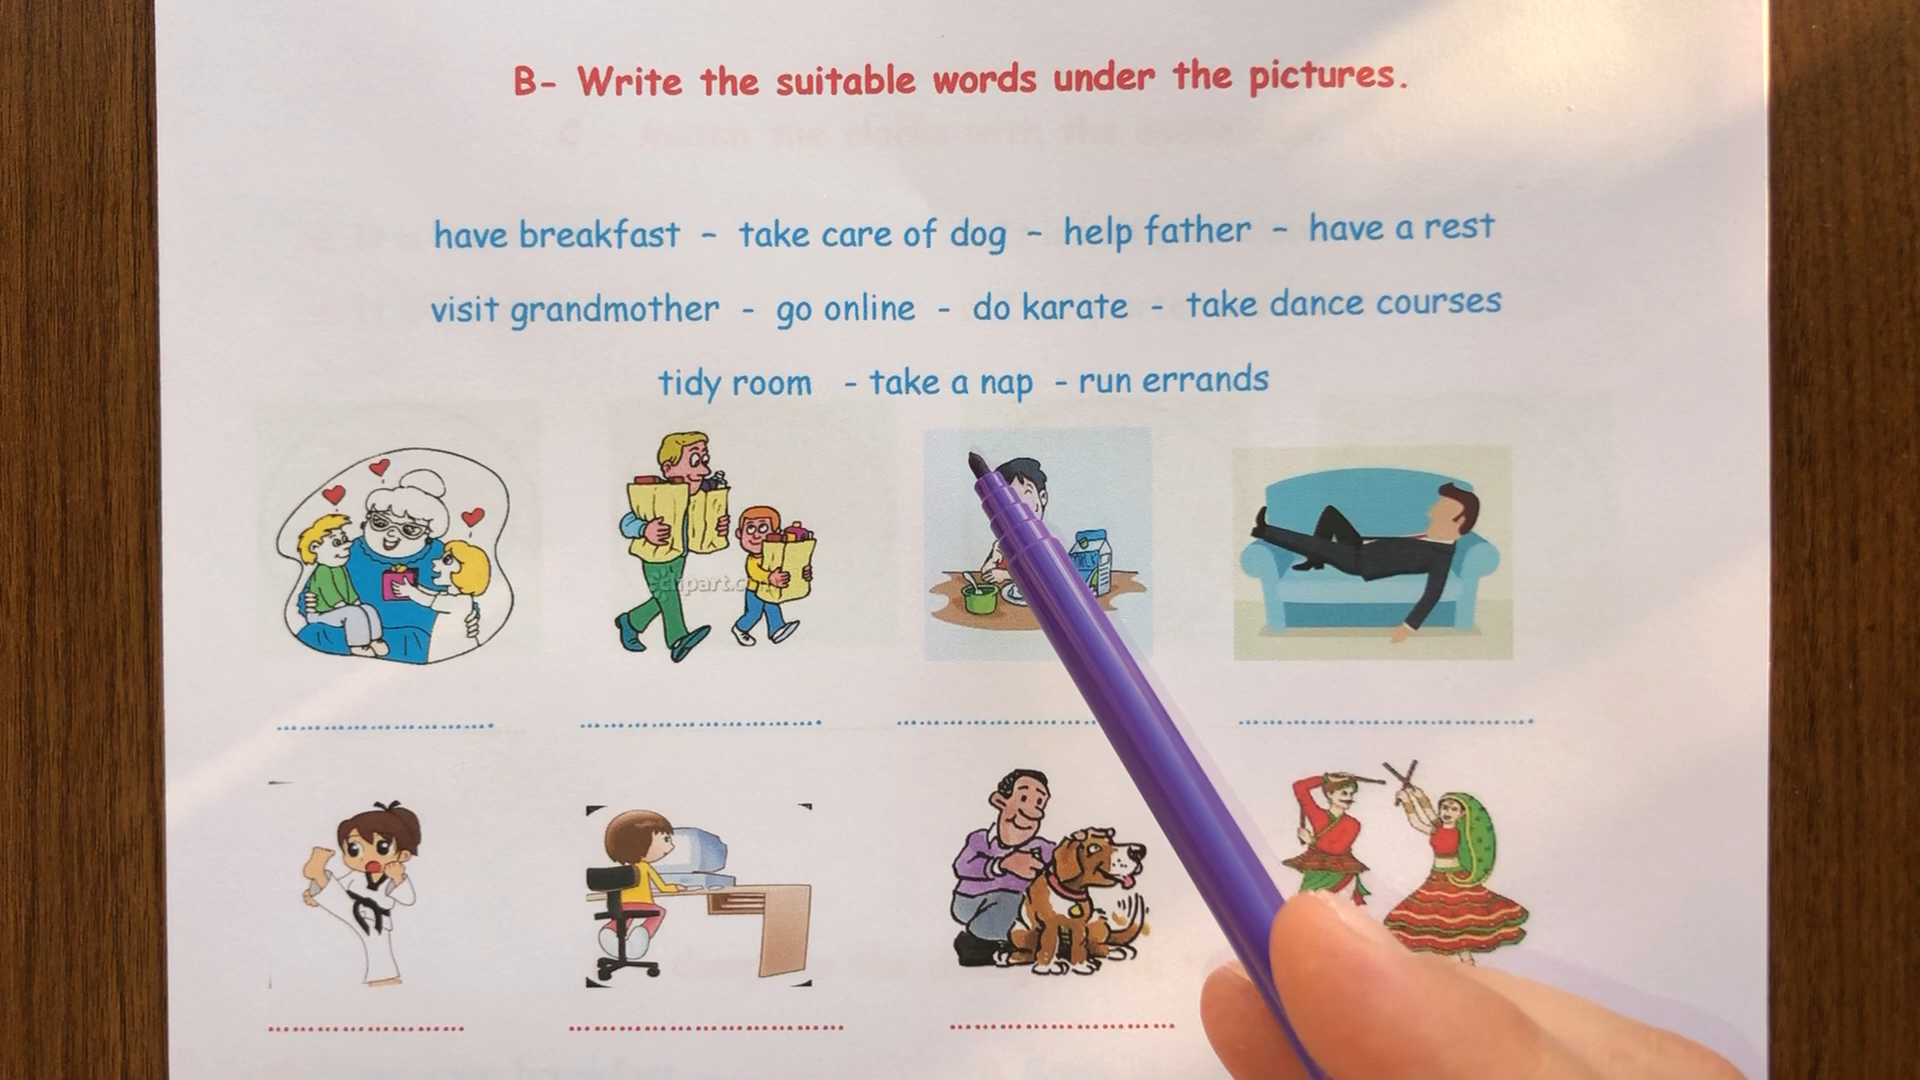 B- Write the suitable words under the pictures.
have breakfast - take care of dog - help father - have a rest
visit grandmother - go online - do karate - take dance courses
tidy room - take a nap - run errands